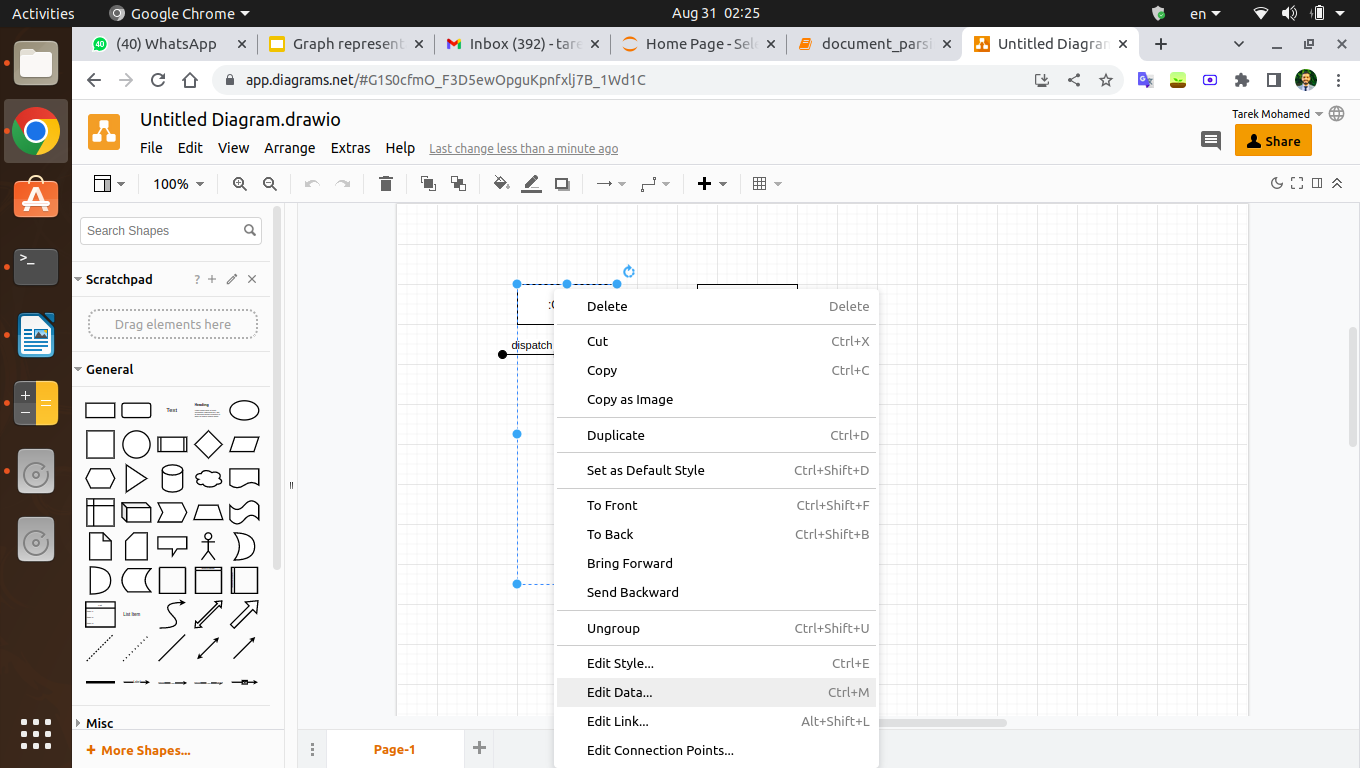 Activities
Google Chrome
Aug 31 02:25
en
(40) WhatsApp
Graph represent
Inbox (392) - tare
Home Page - Sele
document_parsi
Untitled Diagram
app.diagrams.net/#G1S0cfmO_F3D5ewOpguKpnfxlj7B_1Wd1C
Untitled Diagram.drawio
Tarek Mohamed
File Edit View Arrange Extras Help
Last change less than a minute ago
Share
100%
Search Shapes
Scratchpad
Drag elements here
General
Text
Heading
List Item
Misc
+ More Shapes...
dispatch
Delete Delete
Cut Ctrl+X
Copy Ctrl+C
Copy as Image
Duplicate Ctrl+D
Set as Default Style Ctrl+Shift+D
To Front Ctrl+Shift+F
To Back Ctrl+Shift+B
Bring Forward
Send Backward
Ungroup Ctrl+Shift+U
Edit Style... Ctrl+E
Edit Data... Ctrl+M
Edit Link... Alt+Shift+L
Edit Connection Points...
Page-1